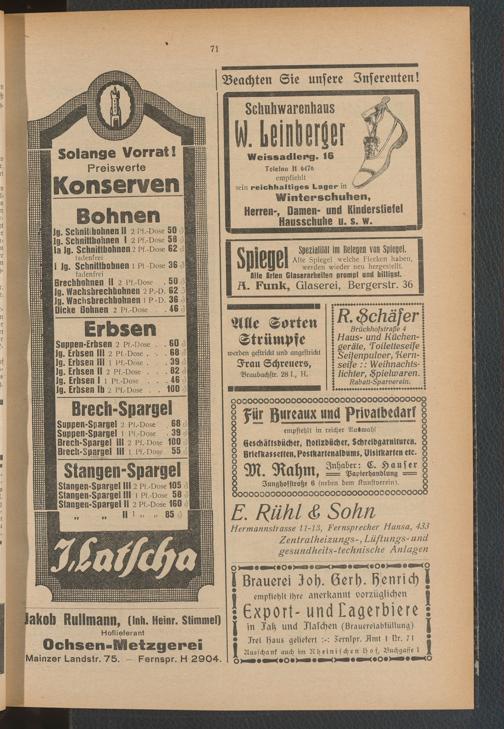 71
Solange Vorrat!
Preiswerte
Konserven
Bohnen
Jg. Schnittbohnen II 2 Pf.-Dose 50
Jg. Schnittbohnen I 2 Pf.-Dose 58
Ia Jg. Schnittbohnen 2 Pf.-Dose 62
fadenfrei
I Jg. Schnittbohnen 1 Pf.-Dose 36
fadenfrei
Brechbohnen II 2 Pf.-Dose . 50
Jg. Wachsbrechbohnen 2 P.-D. 62
Jg. Wachsbrechbohnen 1 P.-D. 36
Dicke Bohnen 2 Pf.-Dose . . 46
Erbsen
Suppen-Erbsen 2 Pf.-Dose . . 60
Jg. Erbsen III 2 Pf.-Dose . . . 68
Jg. Erbsen III 1 Pf.-Dose . . . 39
Jg. Erbsen II 2 Pf.-Dose . . . 82
Jg. Erbsen I 1 Pf.-Dose . . . . 46
Jg. Erbsen Ib 2 Pf.-Dose . . . 100
Brech-Spargel
Suppen-Spargel 2 Pf.-Dose . 68
Suppen-Spargel 1 Pf.-Dose . 39
Brech-Spargel III 2 Pf.-Dose 100
Brech-Spargel III 1 Pf.-Dose 55
Stangen-Spargel
Stangen-Spargel III 2 Pf.-Dose 105
Stangen-Spargel III 1 Pf.-Dose 58
Stangen-Spargel II 2 Pf.-Dose 160
„ „ II 1 „ „ 85
J. Latscha
Jakob Rullmann, (Inh. Heinr. Stimmel)
Hoflieferant
Ochsen-Metzgerei
Mainzer Landstr. 75. — Fernspr. H 2904.
Beachten Sie unsere Inserenten!
Schuhwarenhaus
W. Leinberger
Weissadlerg. 16
Telefon H 6476
empfiehlt
sein reichhaltiges Lager in
Winterschuhen,
Herren-, Damen- und Kinderstiefel
Hausschuhe u. s. w.
Spiegel Spezialität im Belegen von Spiegel.
Alte Spiegel welche Flecken haben,
werden wieder neu hergestellt.
Alle Arten Glaserarbeiten prompt und billigst.
A. Funk, Glaserei, Bergerstr. 36
Alle Sorten
Strümpfe
werden gestrickt und angestrickt
Frau Schreuers,
Braubachstr. 28 I., H.
R. Schäfer
Brückhofstraße 4
Haus- und Küchen-
geräte, Toiletteseife
Seifenpulver, Kern-
seife :: Weihnachts-
lichter, Spielwaren.
Rabatt-Sparverein.
Für Bureaux und Privatbedarf
empfiehlt in reicher Auswahl
Geschäftsbücher, Notizbücher, Schreibgarnituren,
Briefkassetten, Postkartenalbums, Visitkarten etc.
M. Rahm, Inhaber: C. Hauser
Papierhandlung
Junghofstraße 6 (neben dem Kunstverein).
E. Rühl & Sohn
Hermannstrasse 11-13, Fernsprecher Hansa, 433
Zentralheizungs-, Lüftungs- und
gesundheits-technische Anlagen
Brauerei Joh. Gerh. Henrich
empfiehlt ihre anerkannt vorzüglichen
Export- und Lagerbiere
in Faß und Flaschen (Brauereiabfüllung)
Frei Haus geliefert :-: Fernspr. Amt I Nr. 71
Ausschank auch im Rheinischen Hof, Buchgasse 1